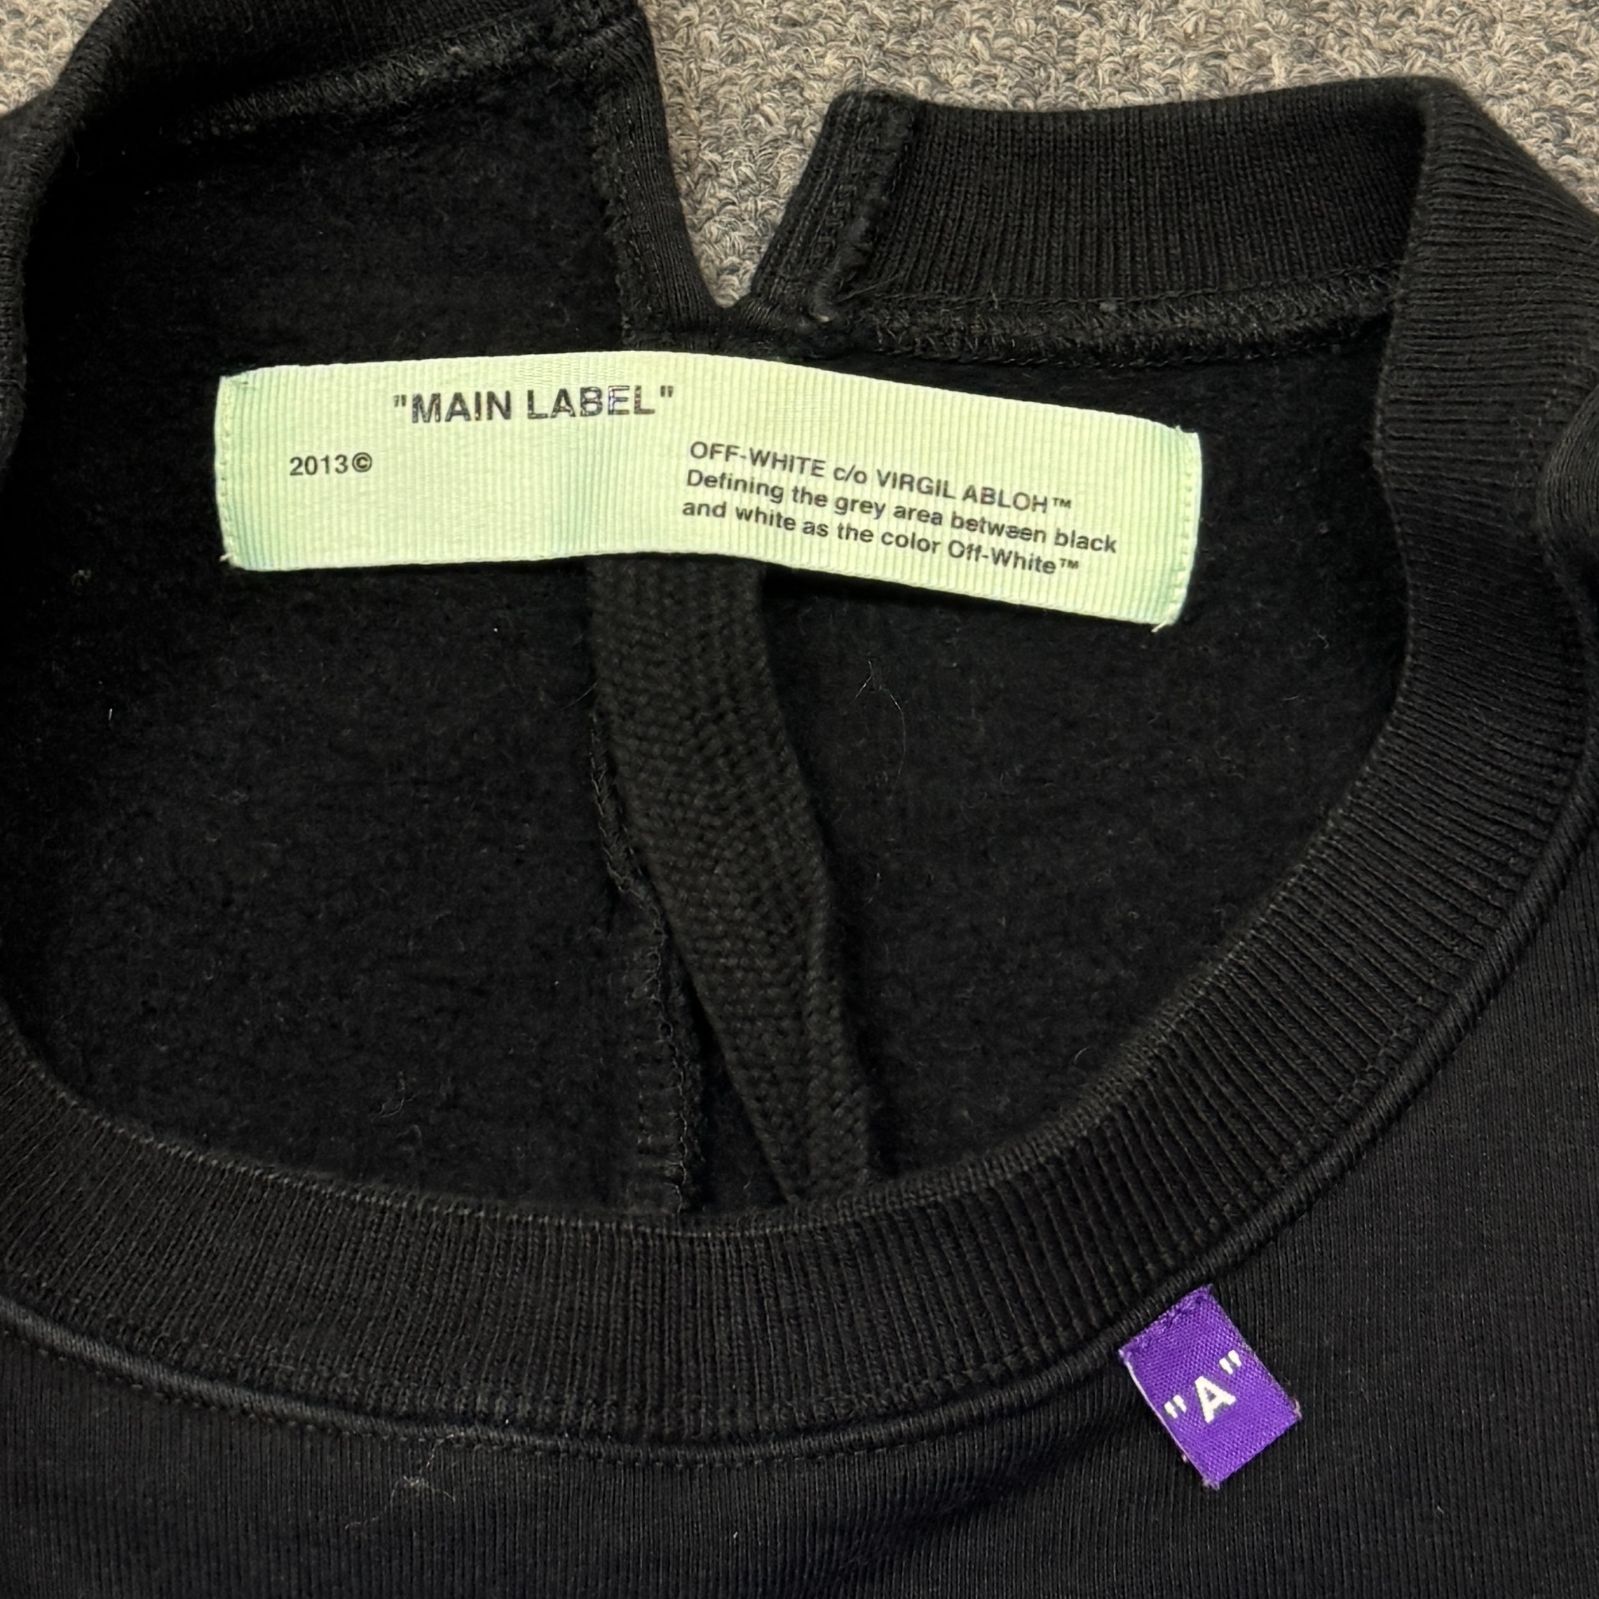 "MAIN LABEL"
2013©
OFF-WHITE c/o VIRGIL ABLOH™
Defining the grey area between black
and white as the color Off-White™
"A"